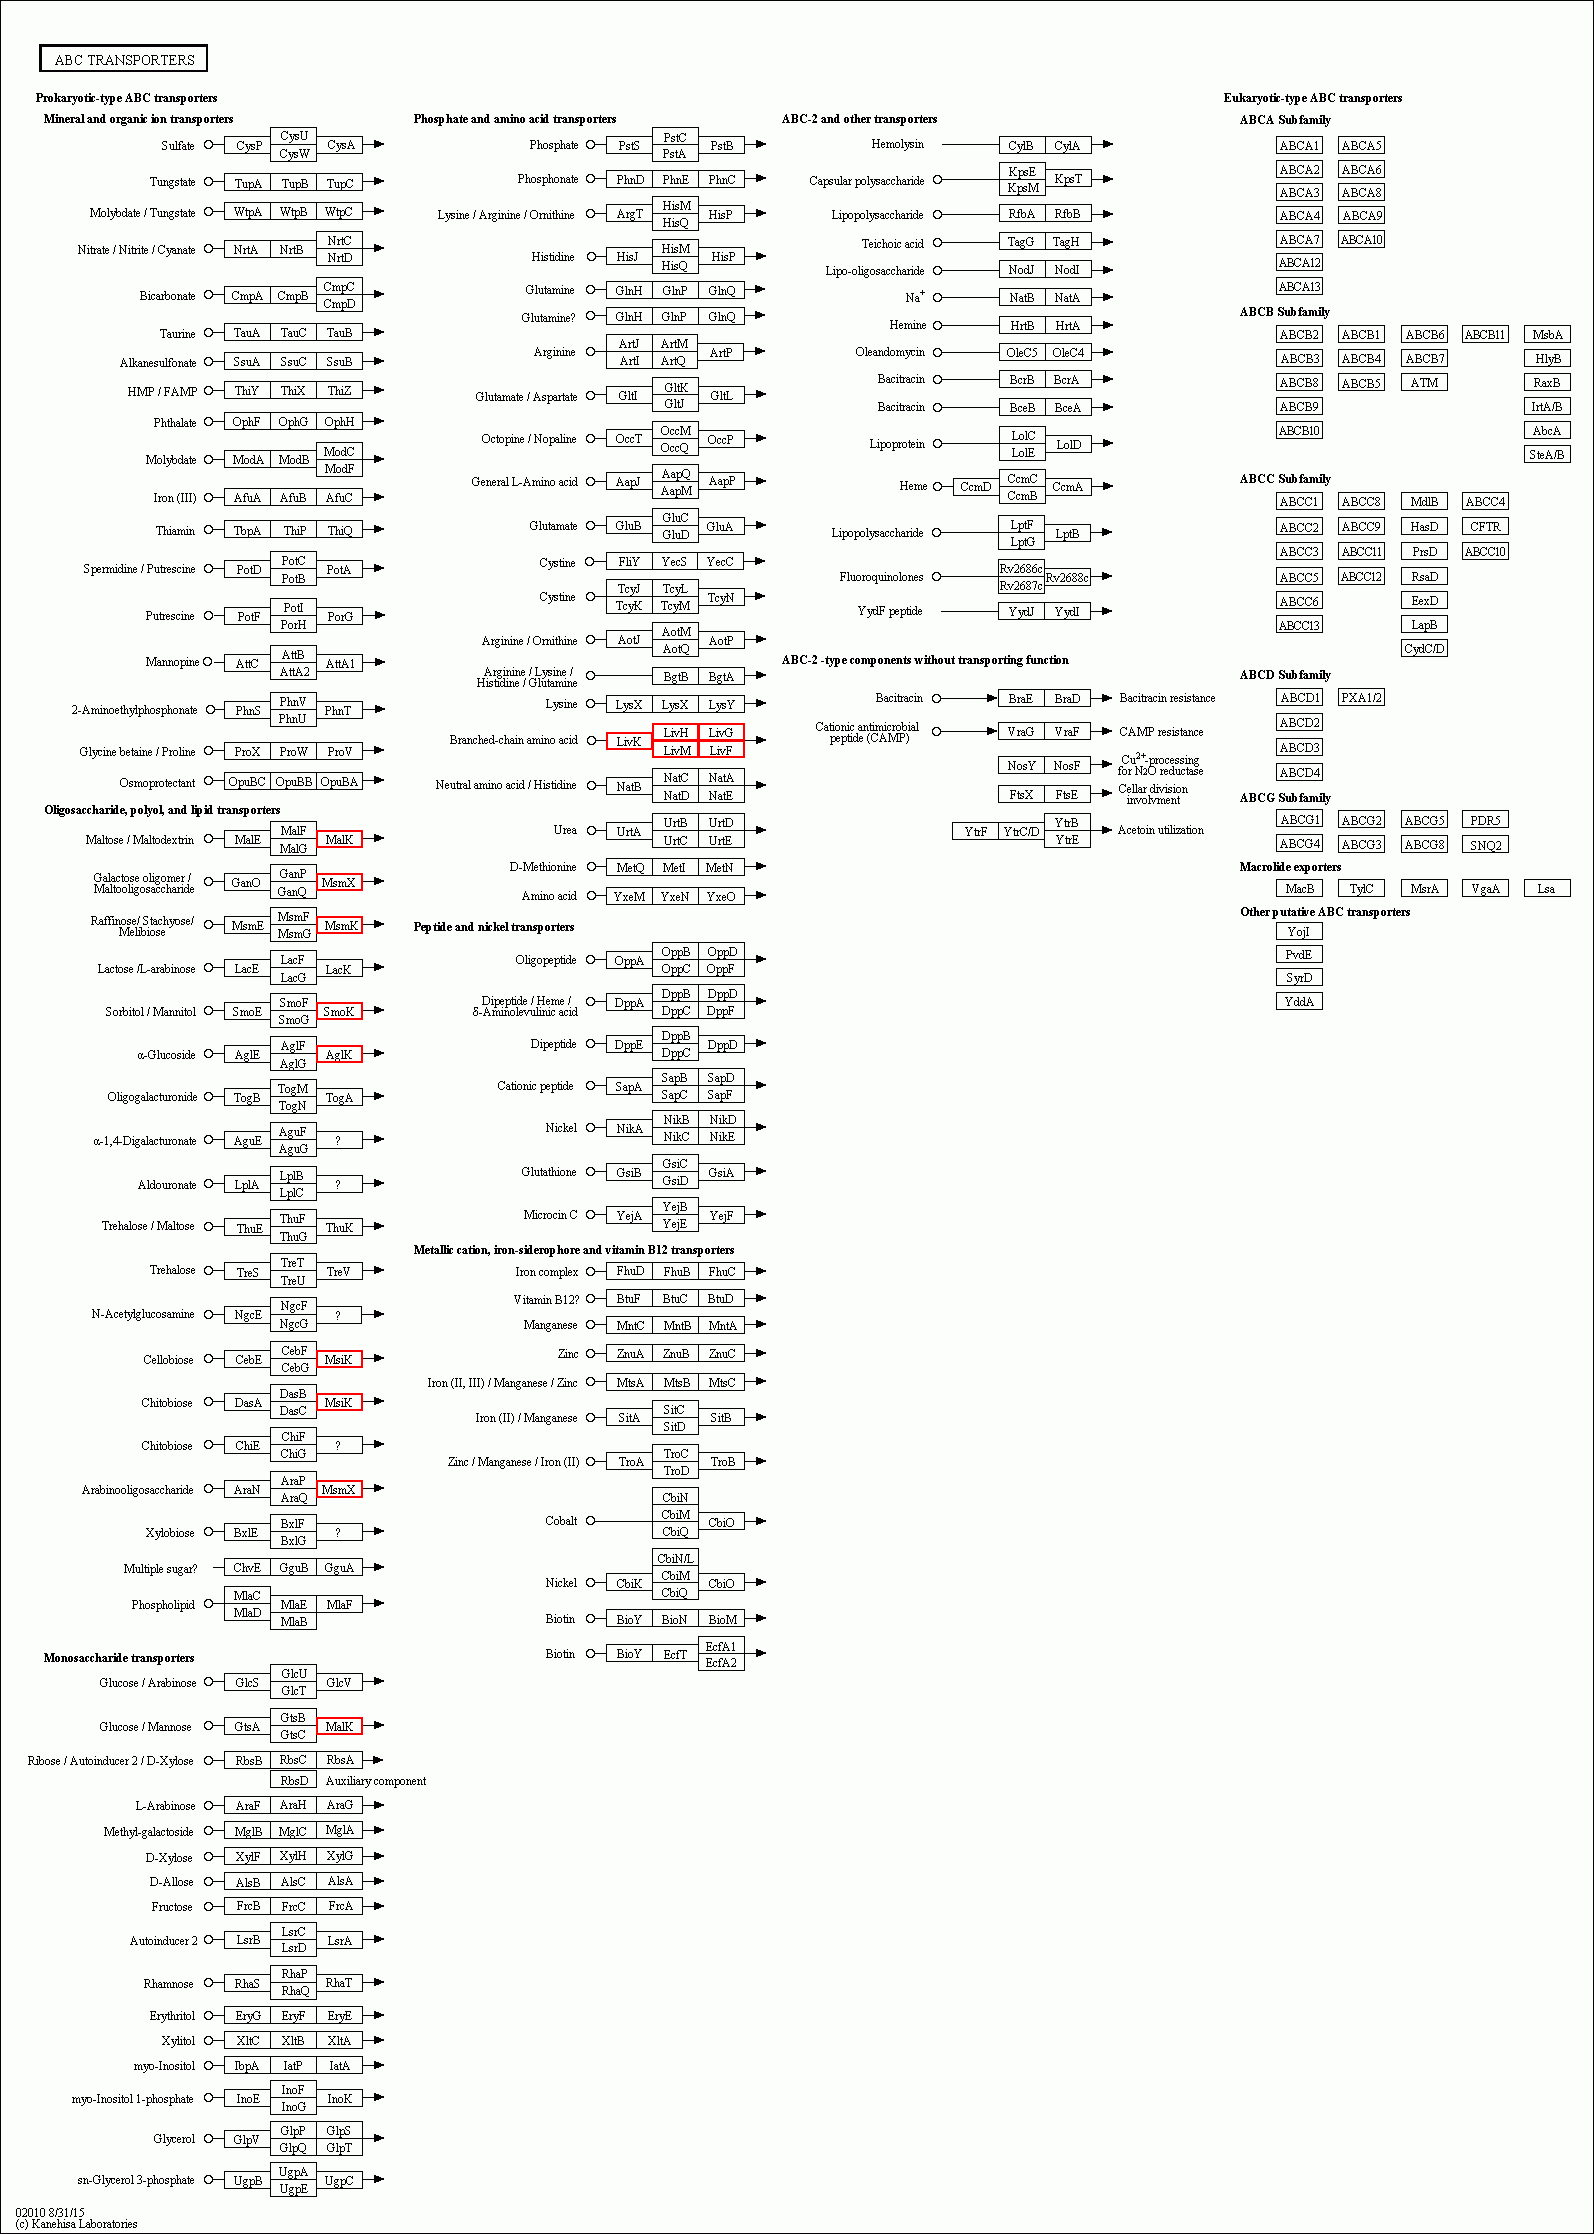 ABC TRANSPORTERS
Prokaryotic-type ABC transporters
Mineral and organic ion transporters
Sulfate CysP CysU CysW CysA
Tungstate TupA TupB TupC
Molybdate / Tungstate WtpA WtpB WtpC
Nitrate / Nitrite / Cyanate NrtA NrtB NrtC NrtD
Bicarbonate CmpA CmpB CmpC CmpD
Taurine TauA TauC TauB
Alkanesulfonate SsuA SsuC SsuB
HMP / FAMP ThiY ThiX ThiZ
Phthalate OphF OphG OphH
Molybdate ModA ModB ModC ModF
Iron (III) AfuA AfuB AfuC
Thiamin TbpA ThiP ThiQ
Spermidine / Putrescine PotD PotC PotB PotA
Putrescine PotF PotI PotH PotG
Mannopine AttC AttB AttA2 AttA1
2-Aminoethylphosphonate PhnS PhnV PhnU PhnT
Glycine betaine / Proline ProX ProW ProV
Osmoprotectant OpuBC OpuBB OpuBA
Oligosaccharide, polyol, and lipid transporters
Maltose / Maltodextrin MalE MalF MalG MalK
Galactose oligomer /
Maltooligosaccharide GanO GanP GanQ MsmX
Raffinose/ Stachyose/
Melibiose MsmE MsmF MsmG MsmK
Lactose /L-arabinose LacE LacF LacG LacK
Sorbitol / Mannitol SmoE SmoF SmoG SmoK
α-Glucoside AglE AglF AglG AglK
Oligogalacturonide TogB TogM TogN TogA
α-1,4-Digalacturonate AguE AguF AguG ?
Aldouronate LplA LplB LplC ?
Trehalose / Maltose ThuE ThuF ThuG ThuK
Trehalose TreS TreT TreU TreV
N-Acetylglucosamine NgcE NgcF NgcG ?
Cellobiose CebE CebF CebG MsiK
Chitobiose DasA DasB DasC MsiK
Chitobiose ChiE ChiF ChiG ?
Arabinooligosaccharide AraN AraP AraQ MsmX
Xylobiose BxlE BxlF BxlG ?
Multiple sugar? ChvE GguB GguA
Phospholipid MlaC MlaD MlaE MlaB MlaF
Monosaccharide transporters
Glucose / Arabinose GlcS GlcU GlcT GlcV
Glucose / Mannose GtsA GtsB GtsC MalK
Ribose / Autoinducer 2 / D-Xylose RbsB RbsC RbsA
RbsD Auxiliary component
L-Arabinose AraF AraH AraG
Methyl-galactoside MglB MglC MglA
D-Xylose XylF XylH XylG
D-Allose AlsB AlsC AlsA
Fructose FrcB FrcC FrcA
Autoinducer 2 LsrB LsrC LsrD LsrA
Rhamnose RhaS RhaP RhaQ RhaT
Erythritol EryG EryF EryE
Xylitol XltC XltB XltA
myo-Inositol IbpA IatP IatA
myo-Inositol 1-phosphate InoE InoF InoG InoK
Glycerol GlpV GlpP GlpQ GlpS GlpT
sn-Glycerol 3-phosphate UgpB UgpA UgpE UgpC
02010 8/31/15
(c) Kanehisa Laboratories
Phosphate and amino acid transporters
Phosphate PstS PstC PstA PstB
Phosphonate PhnD PhnE PhnC
Lysine / Arginine / Ornithine ArgT HisM HisQ HisP
Histidine HisJ HisM HisQ HisP
Glutamine GlnH GlnP GlnQ
Glutamine? GlnH GlnP GlnQ
Arginine ArtJ ArtI ArtM ArtQ ArtP
Glutamate / Aspartate GltI GltK GltJ GltL
Octopine / Nopaline OccT OccM OccQ OccP
General L-Amino acid AapJ AapQ AapM AapP
Glutamate GluB GluC GluD GluA
Cystine FliY YecS YecC
Cystine TcyJ TcyK TcyL TcyM TcyN
Arginine / Ornithine AotJ AotM AotQ AotP
Arginine / Lysine /
Histidine / Glutamine BgtB BgtA
Lysine LysX LysX LysY
Branched-chain amino acid LivK LivH LivM LivG LivF
Neutral amino acid / Histidine NatB NatC NatD NatA NatE
Urea UrtA UrtB UrtC UrtD UrtE
D-Methionine MetQ MetI MetN
Amino acid YxeM YxeN YxeO
Peptide and nickel transporters
Oligopeptide OppA OppB OppC OppD OppF
Dipeptide / Heme /
δ-Aminolevulinic acid DppA DppB DppC DppD DppF
Dipeptide DppE DppB DppC DppD
Cationic peptide SapA SapB SapC SapD SapF
Nickel NikA NikB NikC NikD NikE
Glutathione GsiB GsiC GsiD GsiA
Microcin C YejA YejB YejE YejF
Metallic cation, iron-siderophore and vitamin B12 transporters
Iron complex FhuD FhuB FhuC
Vitamin B12? BtuF BtuC BtuD
Manganese MntC MntB MntA
Zinc ZnuA ZnuB ZnuC
Iron (II, III) / Manganese / Zinc MtsA MtsB MtsC
Iron (II) / Manganese SitA SitC SitD SitB
Zinc / Manganese / Iron (II) TroA TroC TroD TroB
Cobalt CbiN CbiM CbiQ CbiO
Nickel CbiK CbiN/L CbiM CbiQ CbiO
Biotin BioY BioN BioM
Biotin BioY EcfT EcfA1 EcfA2
ABC-2 and other transporters
Hemolysin CylB CylA
Capsular polysaccharide KpsE KpsM KpsT
Lipopolysaccharide RfbA RfbB
Teichoic acid TagG TagH
Lipo-oligosaccharide NodJ NodI
Na+ NatB NatA
Hemine HrtB HrtA
Oleandomycin OleC5 OleC4
Bacitracin BcrB BcrA
Bacitracin BceB BceA
Lipoprotein LolC LolE LolD
Heme CcmD CcmC CcmB CcmA
Lipopolysaccharide LptF LptG LptB
Fluoroquinolones Rv2686c Rv2687c Rv2688c
YydF peptide YydJ YydI
ABC-2 -type components without transporting function
Bacitracin BraE BraD Bacitracin resistance
Cationic antimicrobial
peptide (CAMP) VraG VraF CAMP resistance
NosY NosF Cu2+-processing
for N2O reductase
FtsX FtsE Cellar division
involvment
YtrF YtrC/D YtrB YtrE Acetoin utilization
Eukaryotic-type ABC transporters
ABCA Subfamily
ABCA1 ABCA5
ABCA2 ABCA6
ABCA3 ABCA8
ABCA4 ABCA9
ABCA7 ABCA10
ABCA12
ABCA13
ABCB Subfamily
ABCB2 ABCB1 ABCB6 ABCB11 MsbA
ABCB3 ABCB4 ABCB7 HlyB
ABCB8 ABCB5 ATM RaxB
ABCB9 IrtA/B
ABCB10 AbcA
SteA/B
ABCC Subfamily
ABCC1 ABCC8 MdlB ABCC4
ABCC2 ABCC9 HasD CFTR
ABCC3 ABCC11 PrsD ABCC10
ABCC5 ABCC12 RsaD
ABCC6 EexD
ABCC13 LapB
CydC/D
ABCD Subfamily
ABCD1 PXA1/2
ABCD2
ABCD3
ABCD4
ABCG Subfamily
ABCG1 ABCG2 ABCG5 PDR5
ABCG4 ABCG3 ABCG8 SNQ2
Macrolide exporters
MacB TylC MsrA VgaA Lsa
Other putative ABC transporters
YojI
PvdE
SyrD
YddA